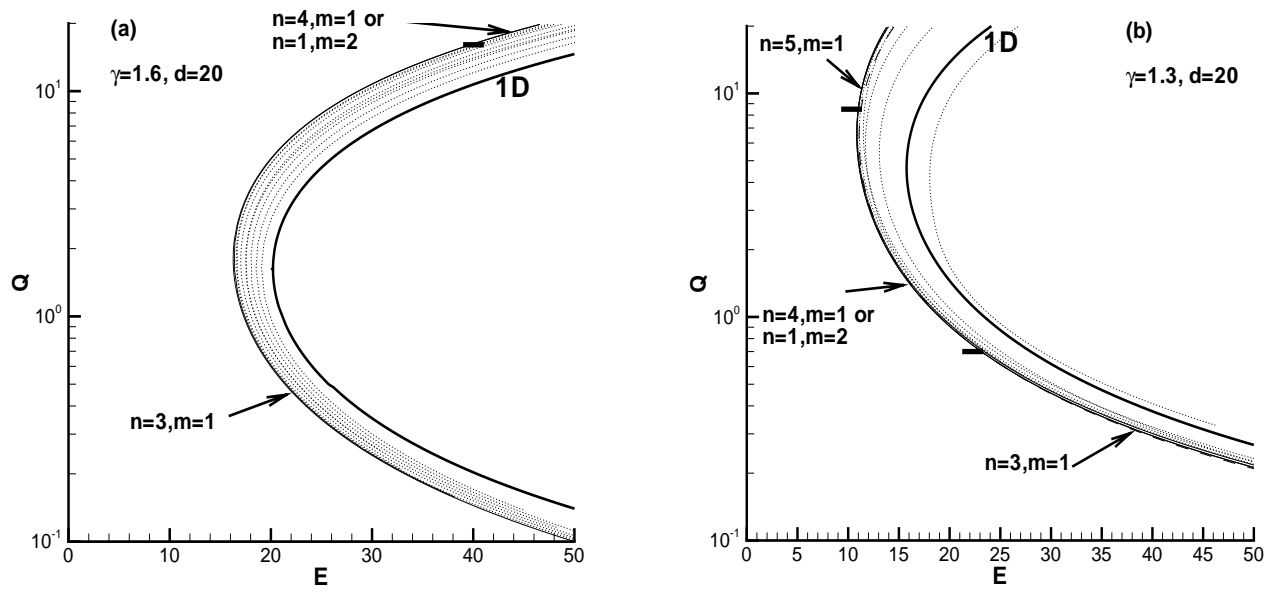 (a)
γ=1.6, d=20
n=4,m=1 or
n=1,m=2
1D
n=3,m=1
Q
10¹
10⁰
10⁻¹
0 10 20 30 40 50
E
(b)
γ=1.3, d=20
n=5,m=1
1D
n=4,m=1 or
n=1,m=2
n=3,m=1
Q
10¹
10⁰
10⁻¹
0 5 10 15 20 25 30 35 40 45 50
E